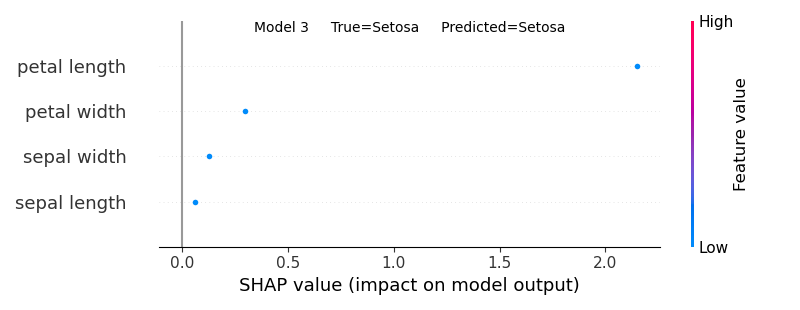 Model 3 True=Setosa Predicted=Setosa
High
petal length
petal width
sepal width
sepal length
Feature value
Low
0.0 0.5 1.0 1.5 2.0
SHAP value (impact on model output)